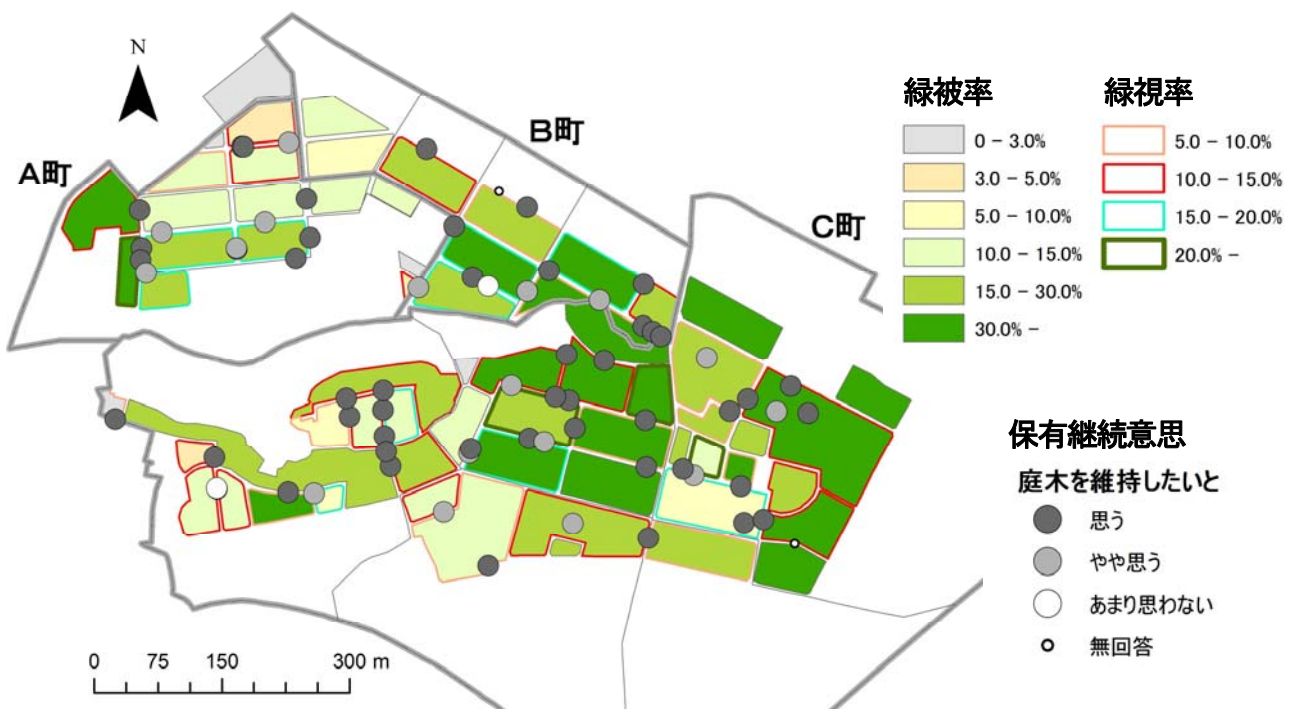 N
A町
B町
C町
緑被率
0 − 3.0%
3.0 − 5.0%
5.0 − 10.0%
10.0 − 15.0%
15.0 − 30.0%
30.0% −
緑視率
5.0 − 10.0%
10.0 − 15.0%
15.0 − 20.0%
20.0% −
保有継続意思
庭木を維持したいと
思う
やや思う
あまり思わない
無回答
0 75 150 300 m